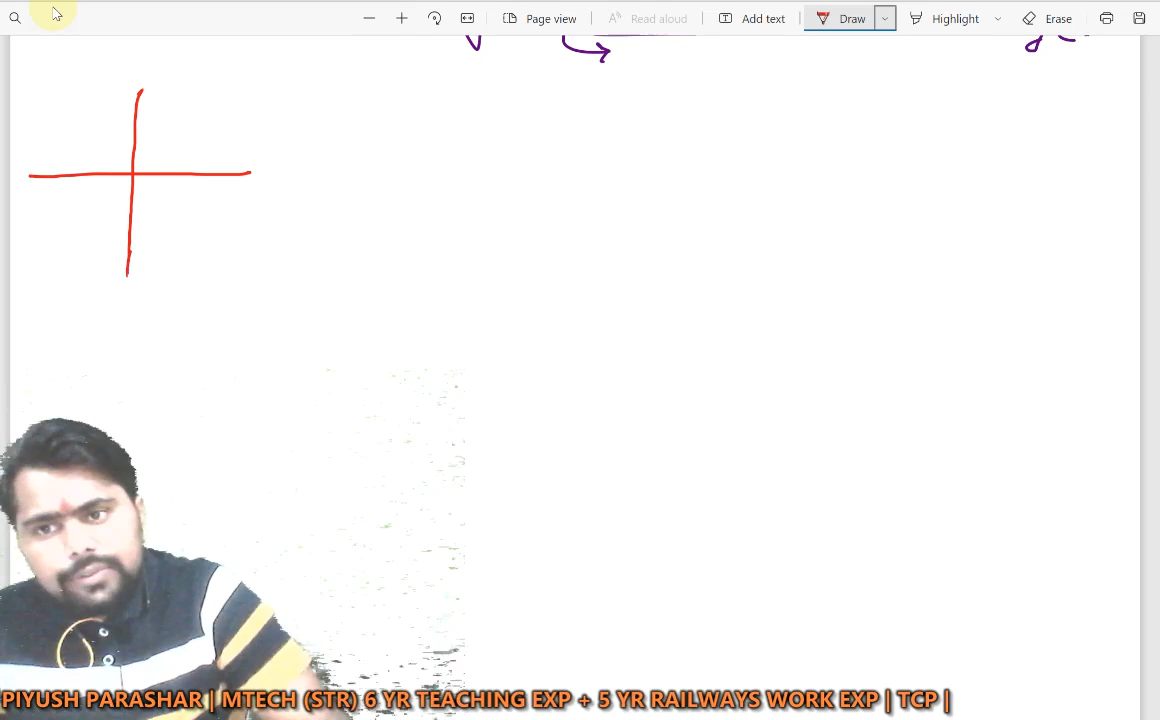 Page view
Read aloud
Add text
Draw
Highlight
Erase
PIYUSH PARASHAR | MTECH (STR) 6 YR TEACHING EXP + 5 YR RAILWAYS WORK EXP | TCP |